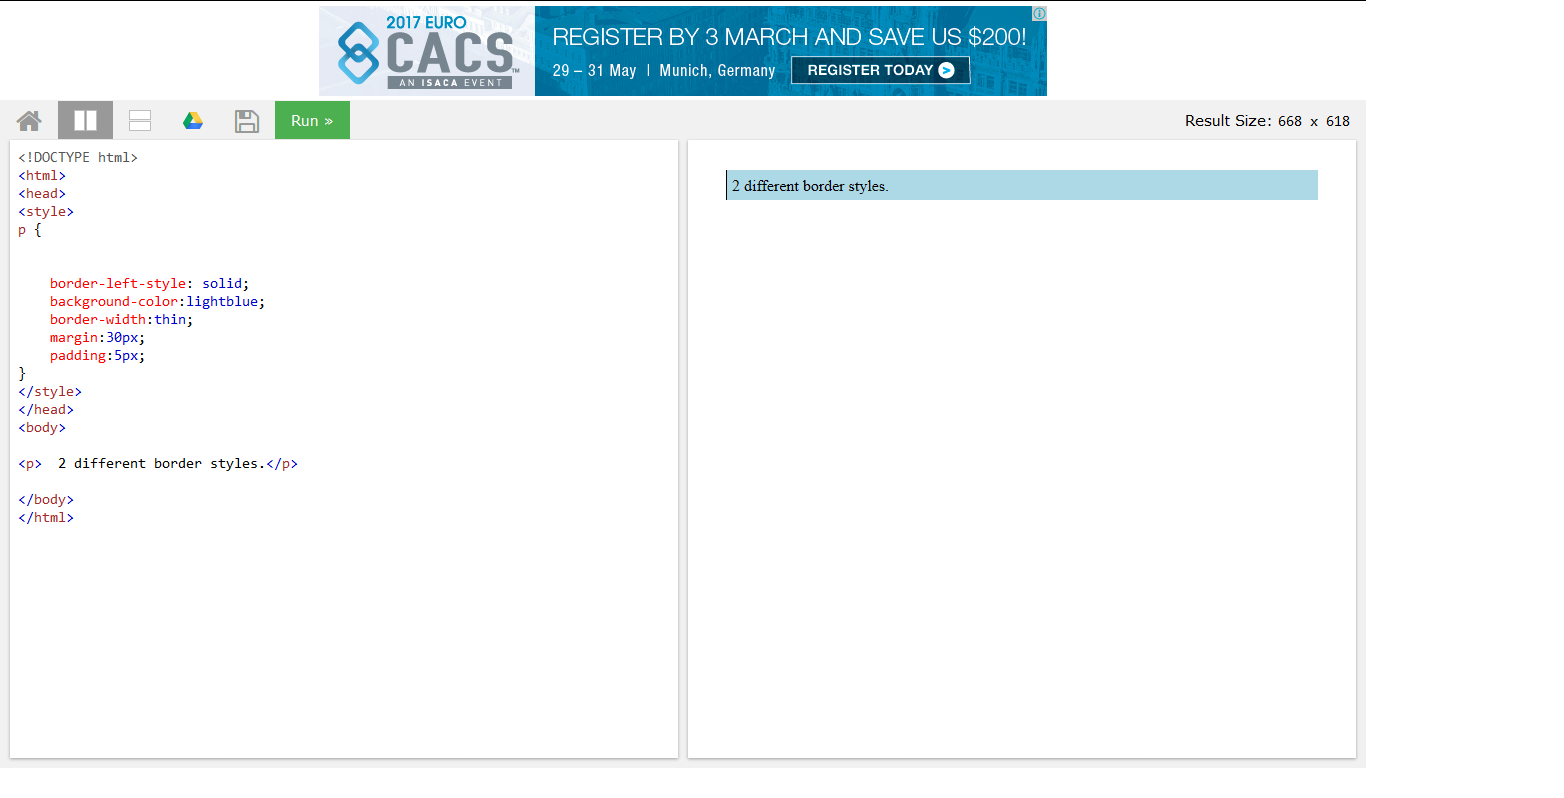 2017 EURO
CACS™
AN ISACA EVENT
REGISTER BY 3 MARCH AND SAVE US $200!
29 – 31 May | Munich, Germany
REGISTER TODAY >
Run »
Result Size: 668 x 618
<!DOCTYPE html>
<html>
<head>
<style>
p {
border-left-style: solid;
background-color:lightblue;
border-width:thin;
margin:30px;
padding:5px;
}
</style>
</head>
<body>
<p>  2 different border styles.</p>
</body>
</html>
2 different border styles.